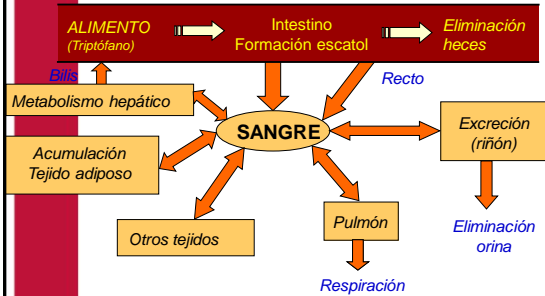 ALIMENTO
(Triptófano)
Intestino
Formación escatol
Eliminación
heces
Bilis
Recto
Metabolismo hepático
SANGRE
Excreción
(riñón)
Acumulación
Tejido adiposo
Otros tejidos
Pulmón
Eliminación
orina
Respiración